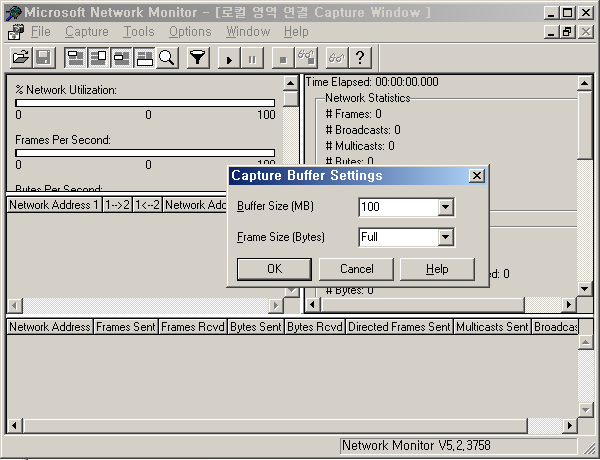 Microsoft Network Monitor - [로컬 영역 연결 Capture Window ]
File Capture Tools Options Window Help
% Network Utilization:
0 0 100
Frames Per Second:
0 0 100
Bytes Per Second:
Time Elapsed: 00:00:00.000
Network Statistics
# Frames: 0
# Broadcasts: 0
# Multicasts: 0
# Bytes: 0
Capture Buffer Settings
Buffer Size (MB) 100
Frame Size (Bytes) Full
OK Cancel Help
ed: 0
# Bytes: 0
Network Address 1 1-->2 1<--2 Network Add
Network Address Frames Sent Frames Rcvd Bytes Sent Bytes Rcvd Directed Frames Sent Multicasts Sent Broadcas
Network Monitor V5,2,3758